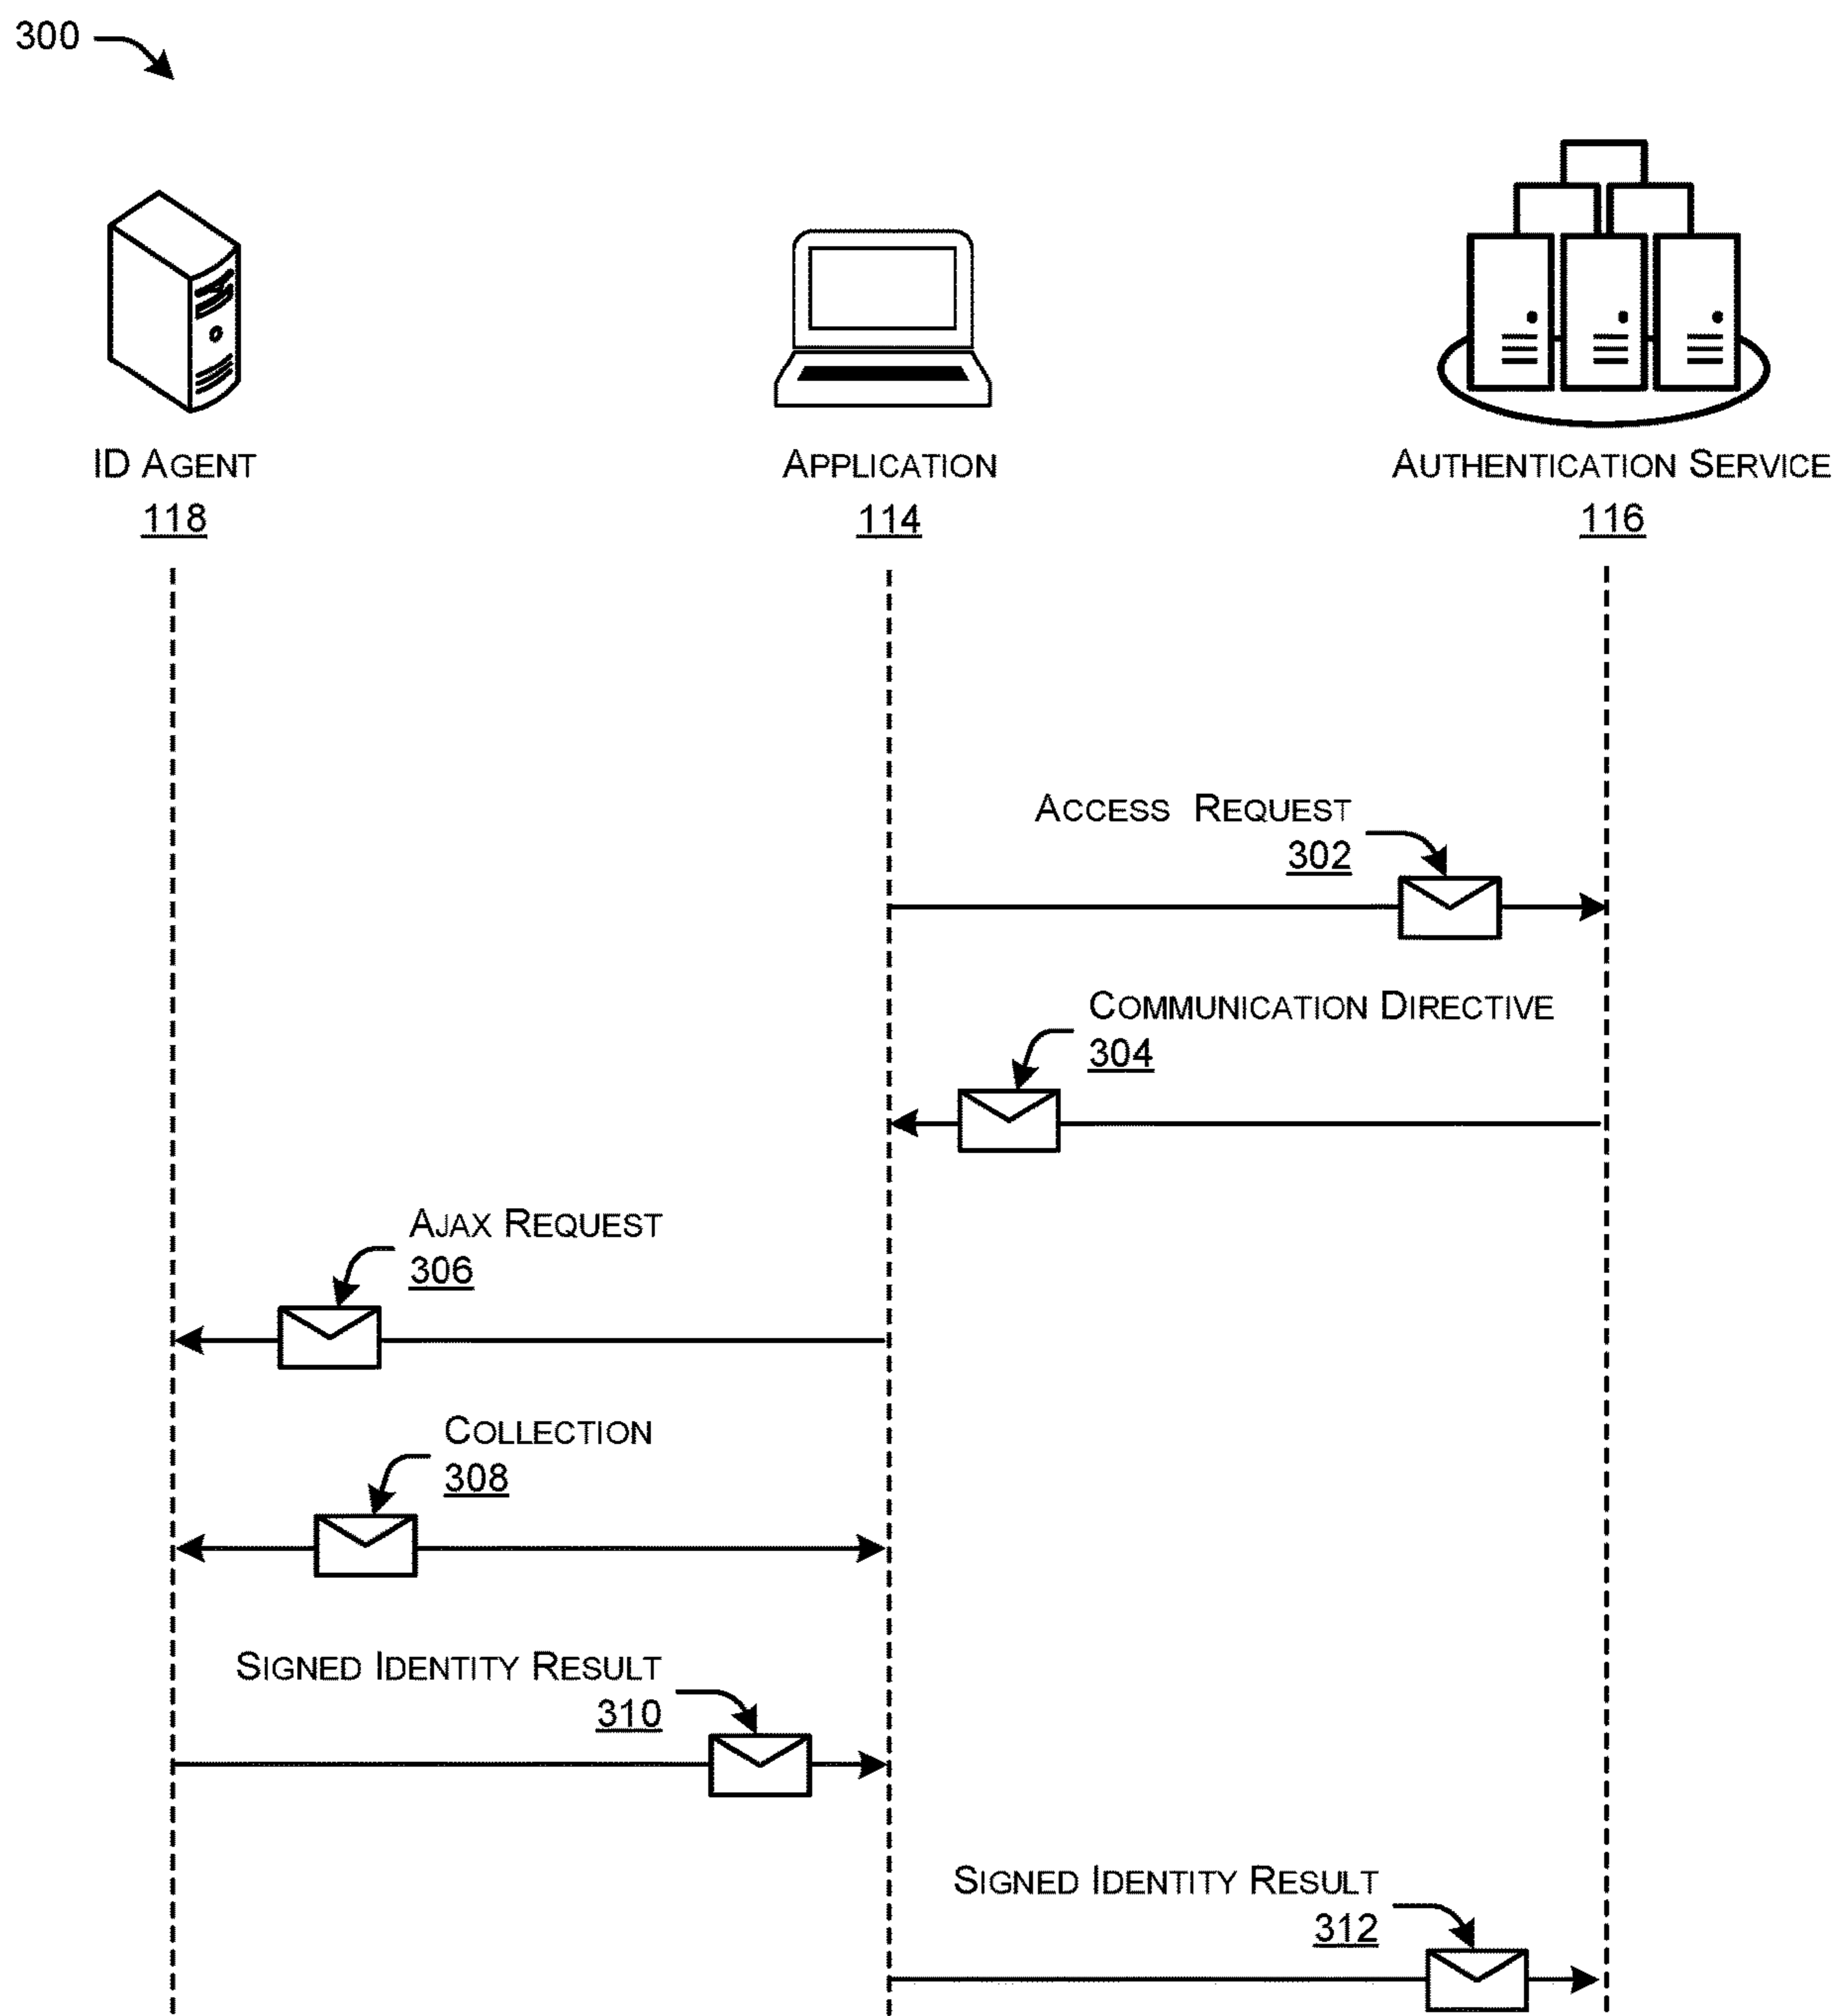 300
ID AGENT
118
APPLICATION
114
AUTHENTICATION SERVICE
116
ACCESS REQUEST
302
COMMUNICATION DIRECTIVE
304
AJAX REQUEST
306
COLLECTION
308
SIGNED IDENTITY RESULT
310
SIGNED IDENTITY RESULT
312